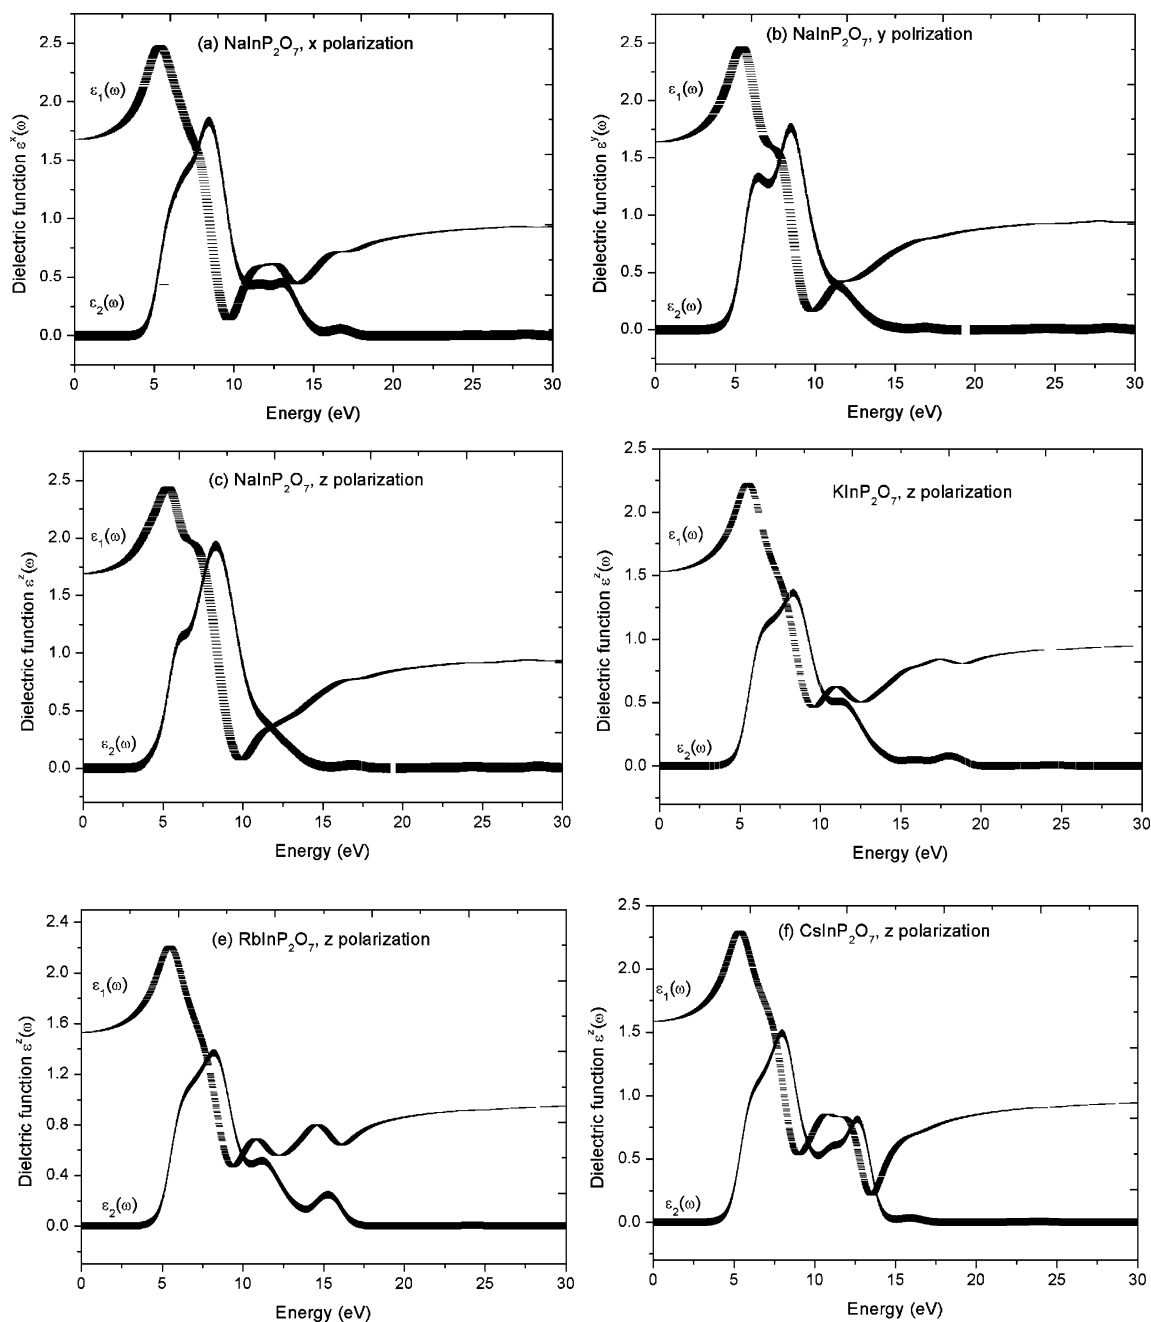 (a) NaInP₂O₇, x polarization
2.5
2.0
1.5
1.0
0.5
0.0
Dielectric function εˣ(ω)
ε₁(ω)
ε₂(ω)
0 5 10 15 20 25 30
Energy (eV)
(b) NaInP₂O₇, y polrization
2.5
2.0
1.5
1.0
0.5
0.0
Dielectric function εʸ(ω)
ε₁(ω)
ε₂(ω)
0 5 10 15 20 25 30
Energy (eV)
(c) NaInP₂O₇, z polarization
2.5
2.0
1.5
1.0
0.5
0.0
Dielectric function εᶻ(ω)
ε₁(ω)
ε₂(ω)
0 5 10 15 20 25 30
Energy (eV)
KInP₂O₇, z polarization
2.5
2.0
1.5
1.0
0.5
0.0
Dielectric function εᶻ(ω)
ε₁(ω)
ε₂(ω)
0 5 10 15 20 25 30
Energy (eV)
(e) RbInP₂O₇, z polarization
2.4
2.0
1.6
1.2
0.8
0.4
0.0
Dielctric function εᶻ(ω)
ε₁(ω)
ε₂(ω)
0 5 10 15 20 25 30
Energy (eV)
(f) CsInP₂O₇, z polarization
2.5
2.0
1.5
1.0
0.5
0.0
Dielectric function εᶻ(ω)
ε₁(ω)
ε₂(ω)
0 5 10 15 20 25 30
Energy (eV)